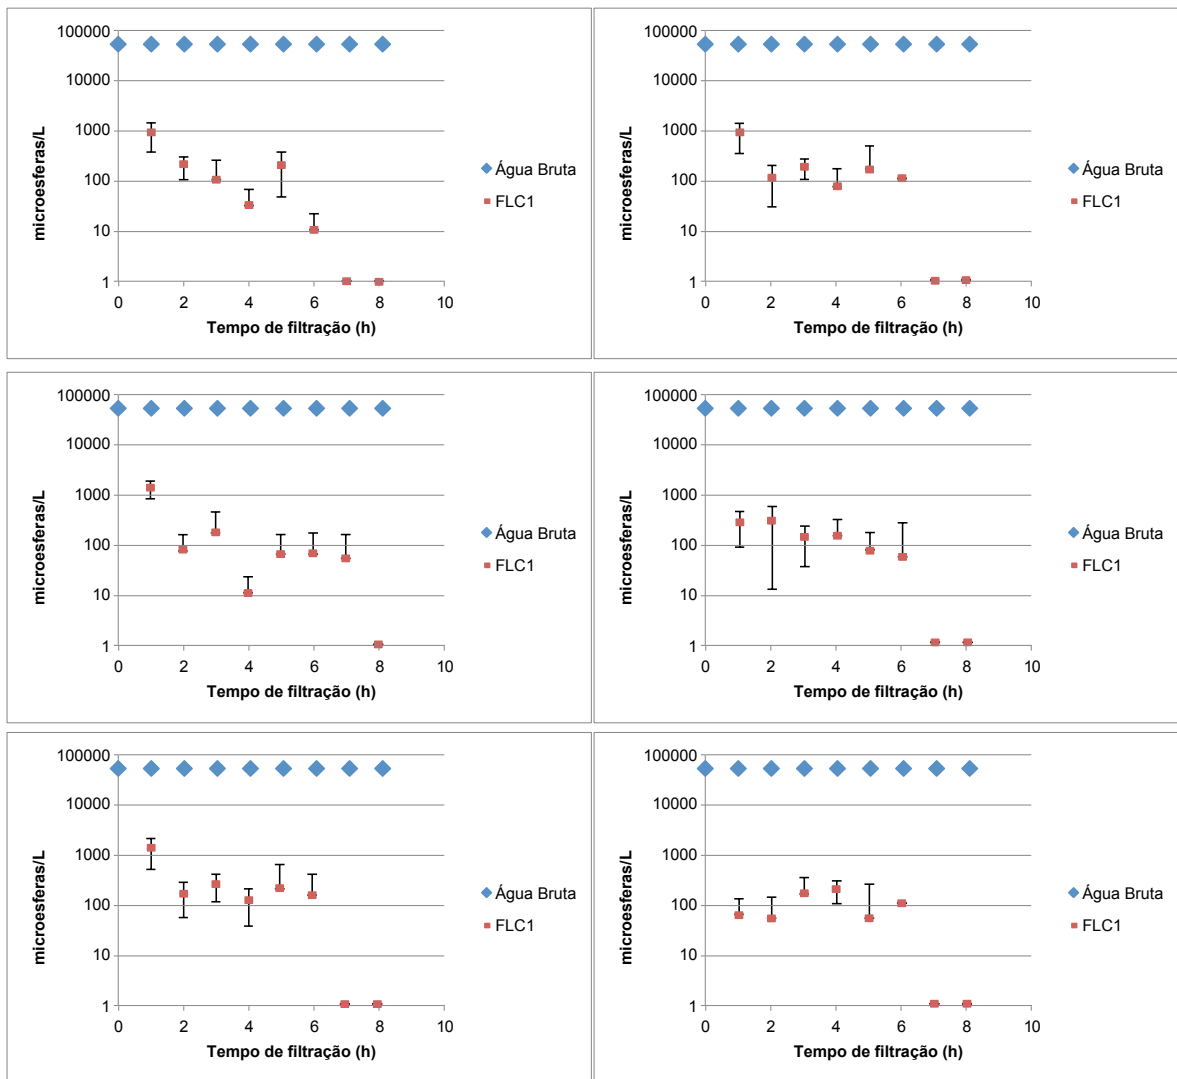 100000
10000
1000
100
10
1
microesferas/L
0 2 4 6 8 10
Tempo de filtração (h)
Água Bruta
FLC1
100000
10000
1000
100
10
1
microesferas/L
0 2 4 6 8 10
Tempo de filtração (h)
Água Bruta
FLC1
100000
10000
1000
100
10
1
microesferas/L
0 2 4 6 8 10
Tempo de filtração (h)
Água Bruta
FLC1
100000
10000
1000
100
10
1
microesferas/L
0 2 4 6 8 10
Tempo de filtração (h)
Água Bruta
FLC1
100000
10000
1000
100
10
1
microesferas/L
0 2 4 6 8 10
Tempo de filtração (h)
Água Bruta
FLC1
100000
10000
1000
100
10
1
microesferas/L
0 2 4 6 8 10
Tempo de filtração (h)
Água Bruta
FLC1